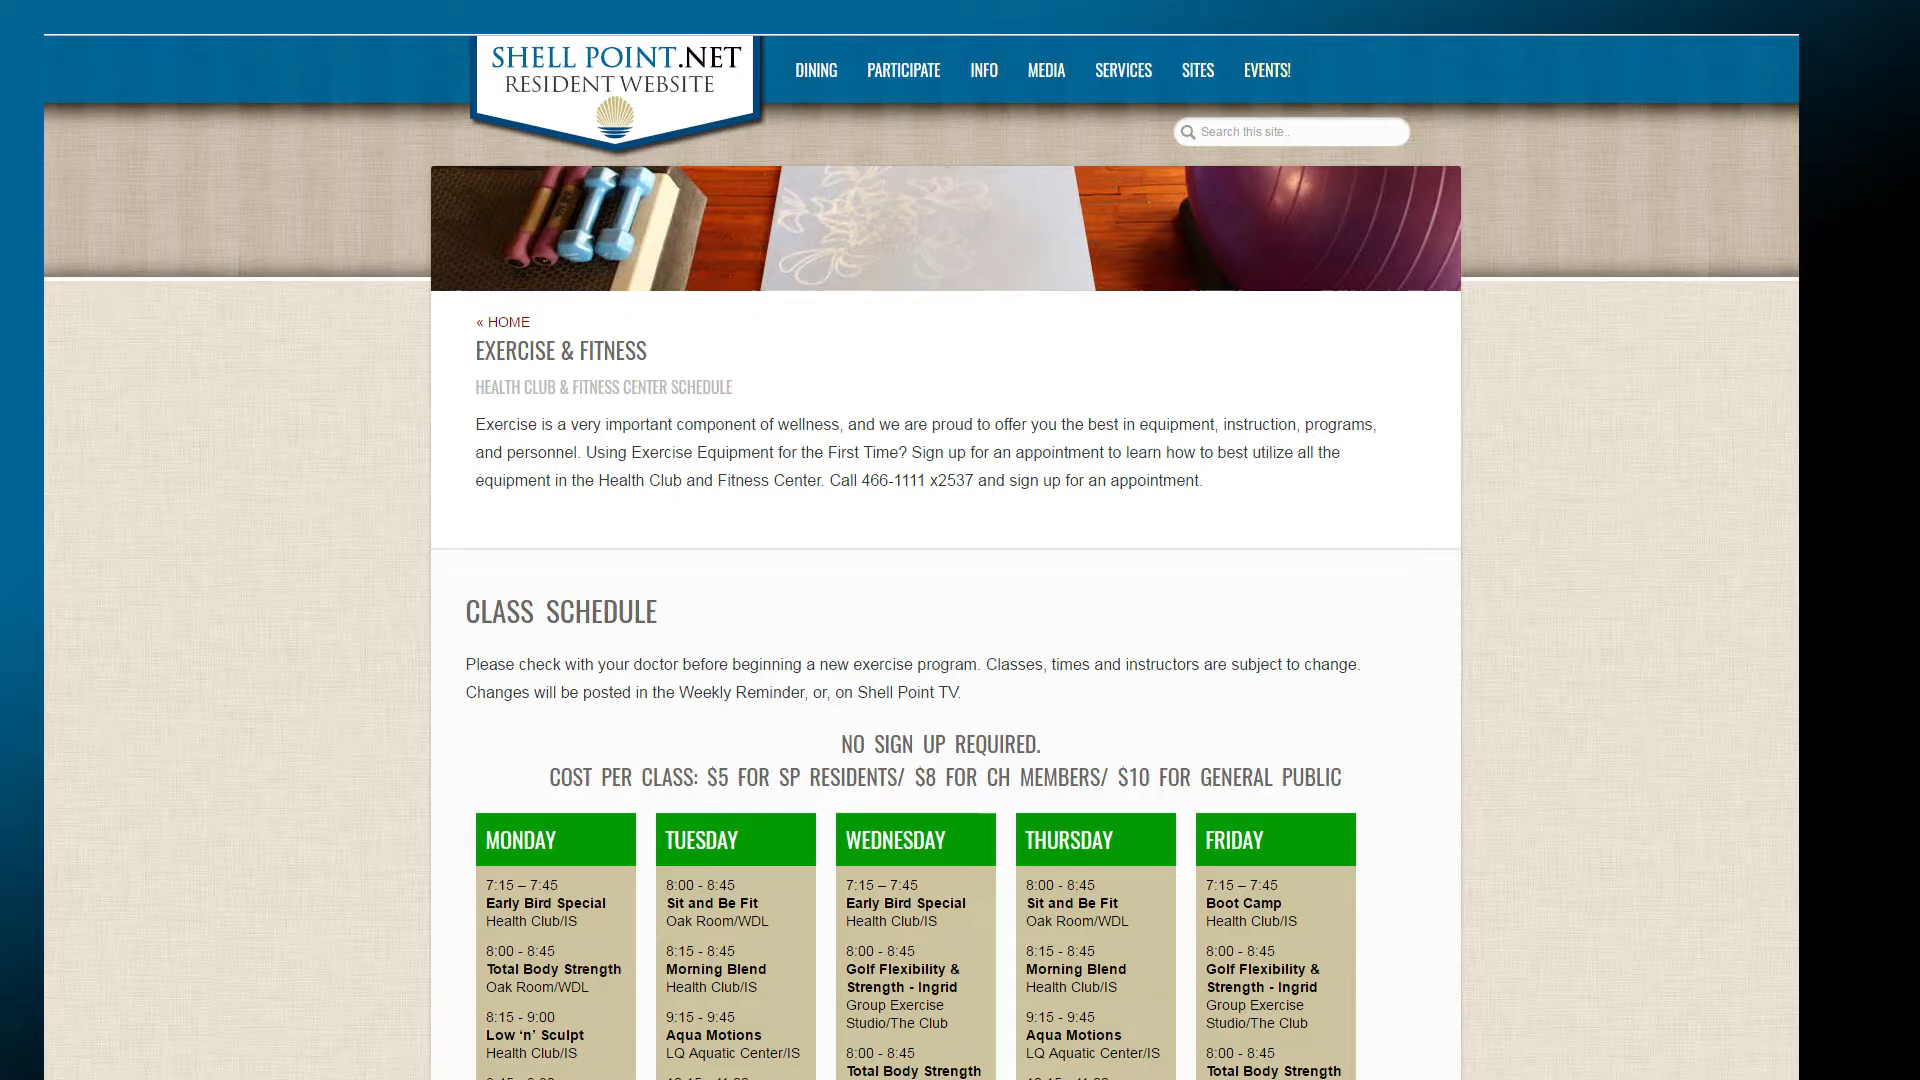 SHELL POINT.NET
RESIDENT WEBSITE
DINING PARTICIPATE INFO MEDIA SERVICES SITES EVENTS!
Search this site..
« HOME
EXERCISE & FITNESS
HEALTH CLUB & FITNESS CENTER SCHEDULE
Exercise is a very important component of wellness, and we are proud to offer you the best in equipment, instruction, programs,
and personnel. Using Exercise Equipment for the First Time? Sign up for an appointment to learn how to best utilize all the
equipment in the Health Club and Fitness Center. Call 466-1111 x2537 and sign up for an appointment.
CLASS SCHEDULE
Please check with your doctor before beginning a new exercise program. Classes, times and instructors are subject to change.
Changes will be posted in the Weekly Reminder, or, on Shell Point TV.
NO SIGN UP REQUIRED.
COST PER CLASS: $5 FOR SP RESIDENTS/ $8 FOR CH MEMBERS/ $10 FOR GENERAL PUBLIC
MONDAY
7:15 – 7:45
Early Bird Special
Health Club/IS
8:00 - 8:45
Total Body Strength
Oak Room/WDL
8:15 - 9:00
Low ‘n’ Sculpt
Health Club/IS
TUESDAY
8:00 - 8:45
Sit and Be Fit
Oak Room/WDL
8:15 - 8:45
Morning Blend
Health Club/IS
9:15 - 9:45
Aqua Motions
LQ Aquatic Center/IS
WEDNESDAY
7:15 – 7:45
Early Bird Special
Health Club/IS
8:00 - 8:45
Golf Flexibility &
Strength - Ingrid
Group Exercise
Studio/The Club
8:00 - 8:45
Total Body Strength
THURSDAY
8:00 - 8:45
Sit and Be Fit
Oak Room/WDL
8:15 - 8:45
Morning Blend
Health Club/IS
9:15 - 9:45
Aqua Motions
LQ Aquatic Center/IS
FRIDAY
7:15 – 7:45
Boot Camp
Health Club/IS
8:00 - 8:45
Golf Flexibility &
Strength - Ingrid
Group Exercise
Studio/The Club
8:00 - 8:45
Total Body Strength